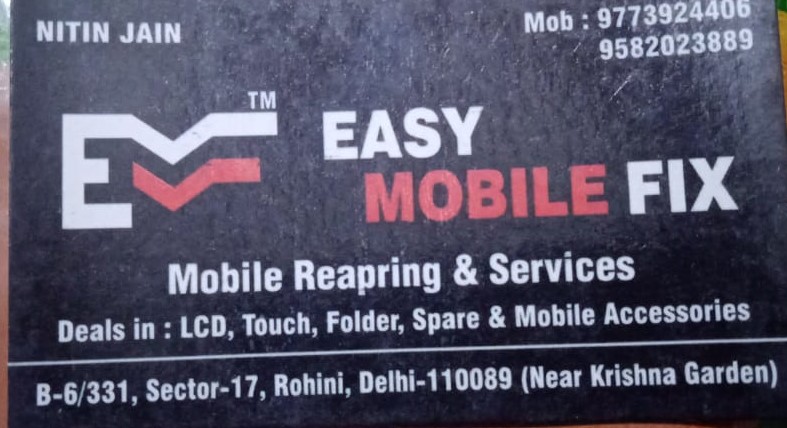 NITIN JAIN
Mob : 9773924406
9582023889
TM
EASY
MOBILE FIX
Mobile Reapring & Services
Deals in : LCD, Touch, Folder, Spare & Mobile Accessories
B-6/331, Sector-17, Rohini, Delhi-110089 (Near Krishna Garden)